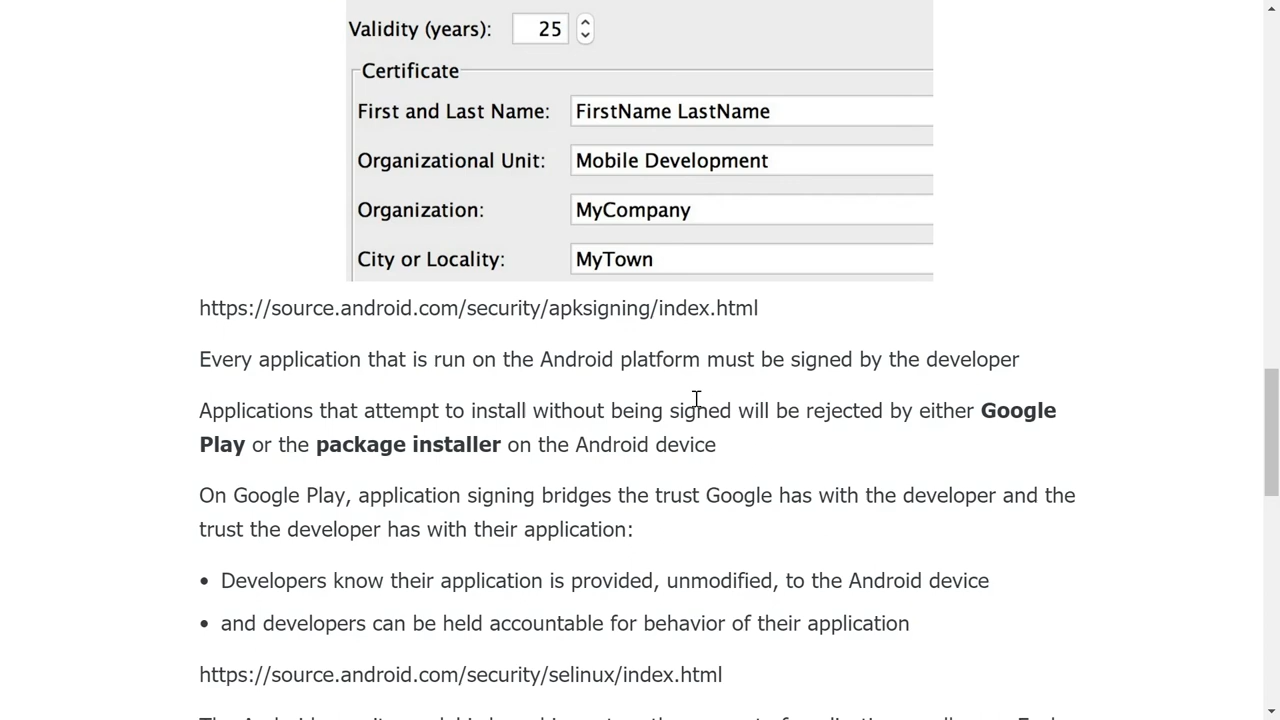 Validity (years): 25
Certificate
First and Last Name: FirstName LastName
Organizational Unit: Mobile Development
Organization: MyCompany
City or Locality: MyTown
https://source.android.com/security/apksigning/index.html
Every application that is run on the Android platform must be signed by the developer
Applications that attempt to install without being signed will be rejected by either Google
Play or the package installer on the Android device
On Google Play, application signing bridges the trust Google has with the developer and the
trust the developer has with their application:
• Developers know their application is provided, unmodified, to the Android device
• and developers can be held accountable for behavior of their application
https://source.android.com/security/selinux/index.html